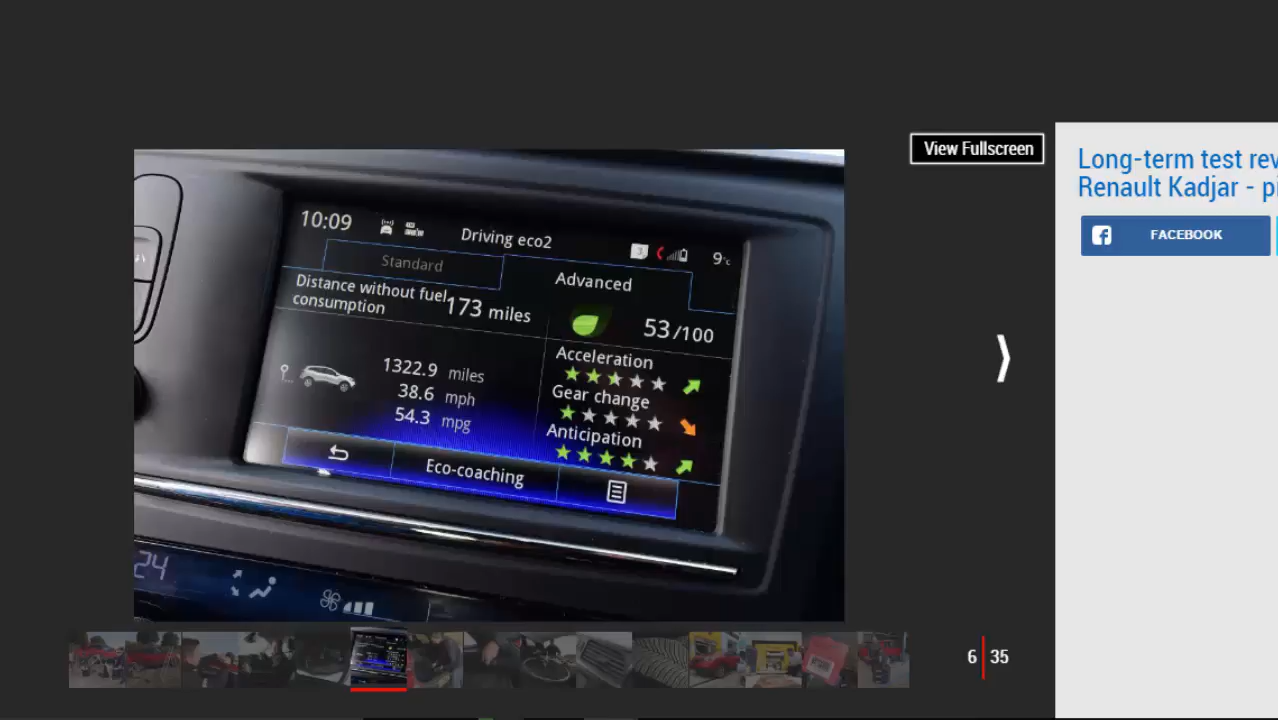 View Fullscreen
Long-term test rev
Renault Kadjar - pi
FACEBOOK
10:09
Driving eco2
3
9°c
Standard
Advanced
Distance without fuel
consumption
173 miles
53/100
Acceleration
1322.9 miles
Gear change
38.6 mph
54.3 mpg
Anticipation
Eco-coaching
24
6 35